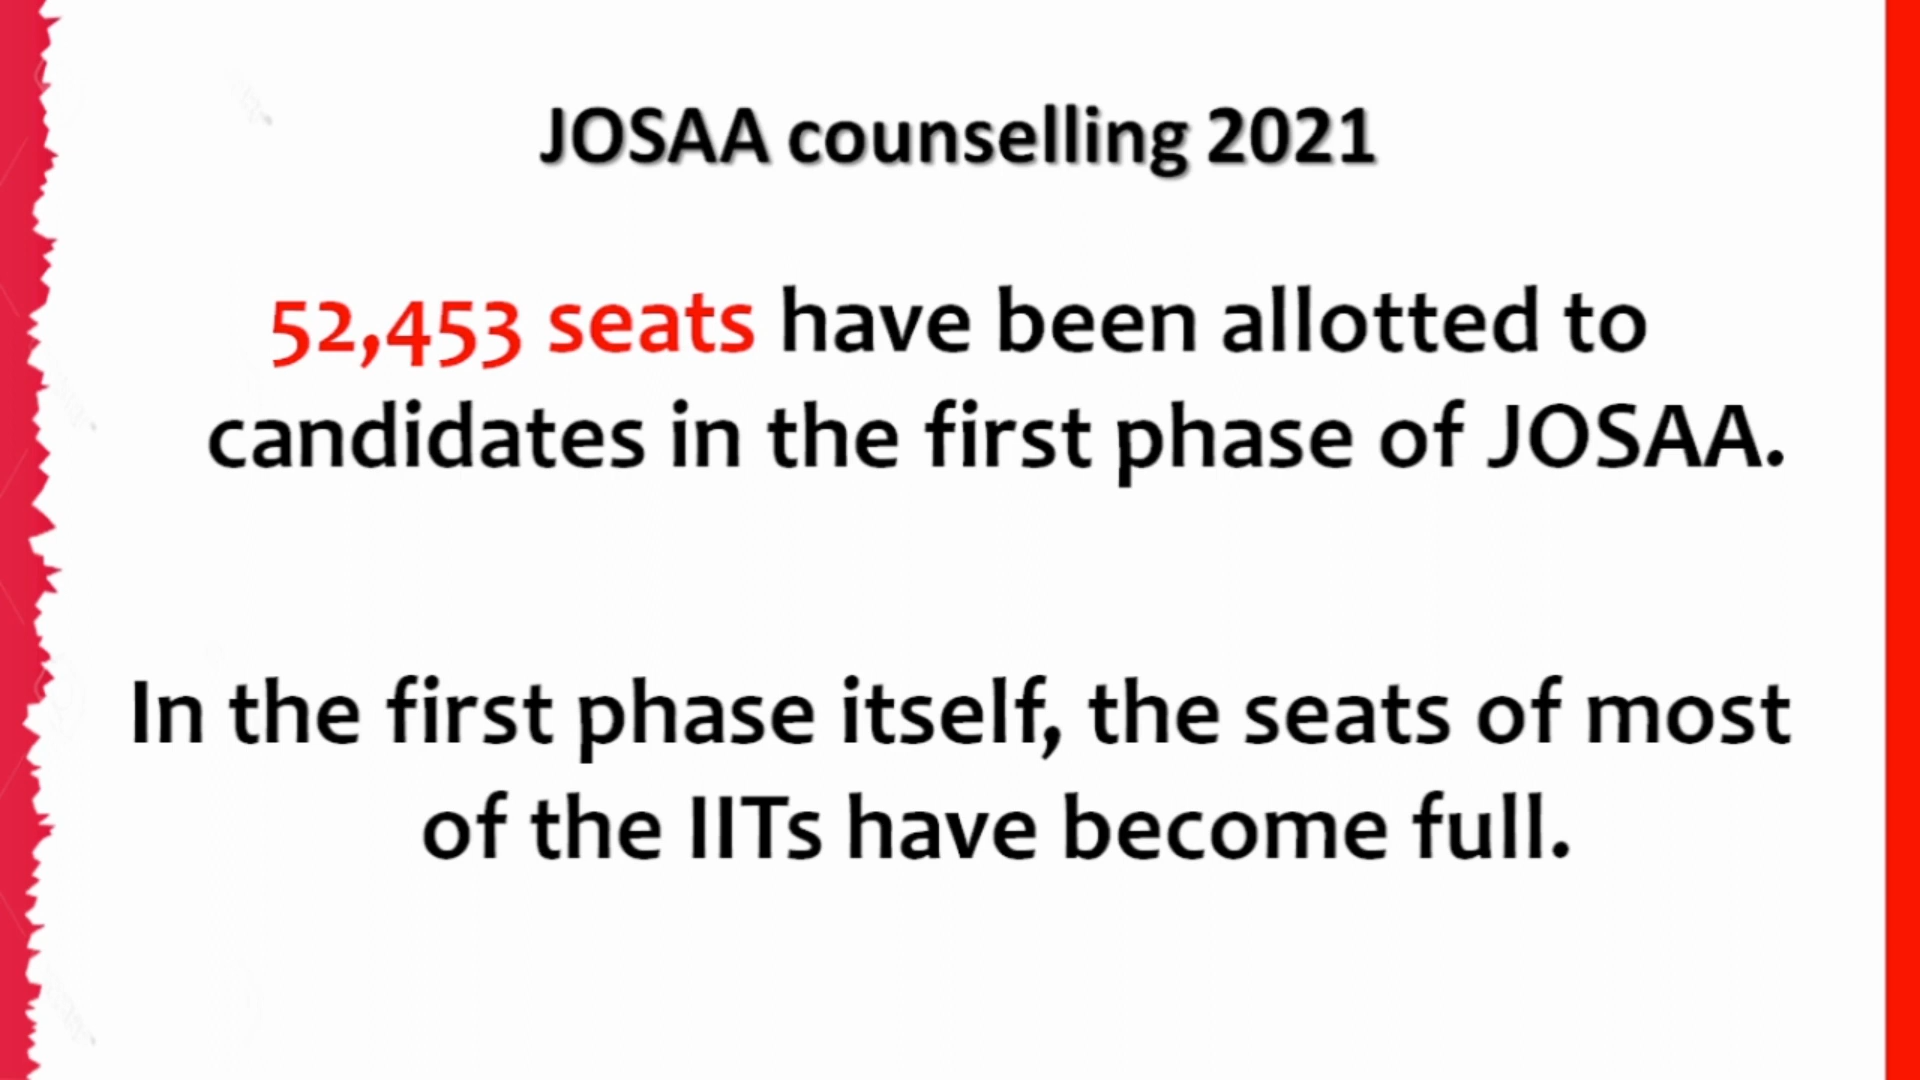 JOSAA counselling 2021
52,453 seats have been allotted to
candidates in the first phase of JOSAA.
In the first phase itself, the seats of most
of the IITs have become full.